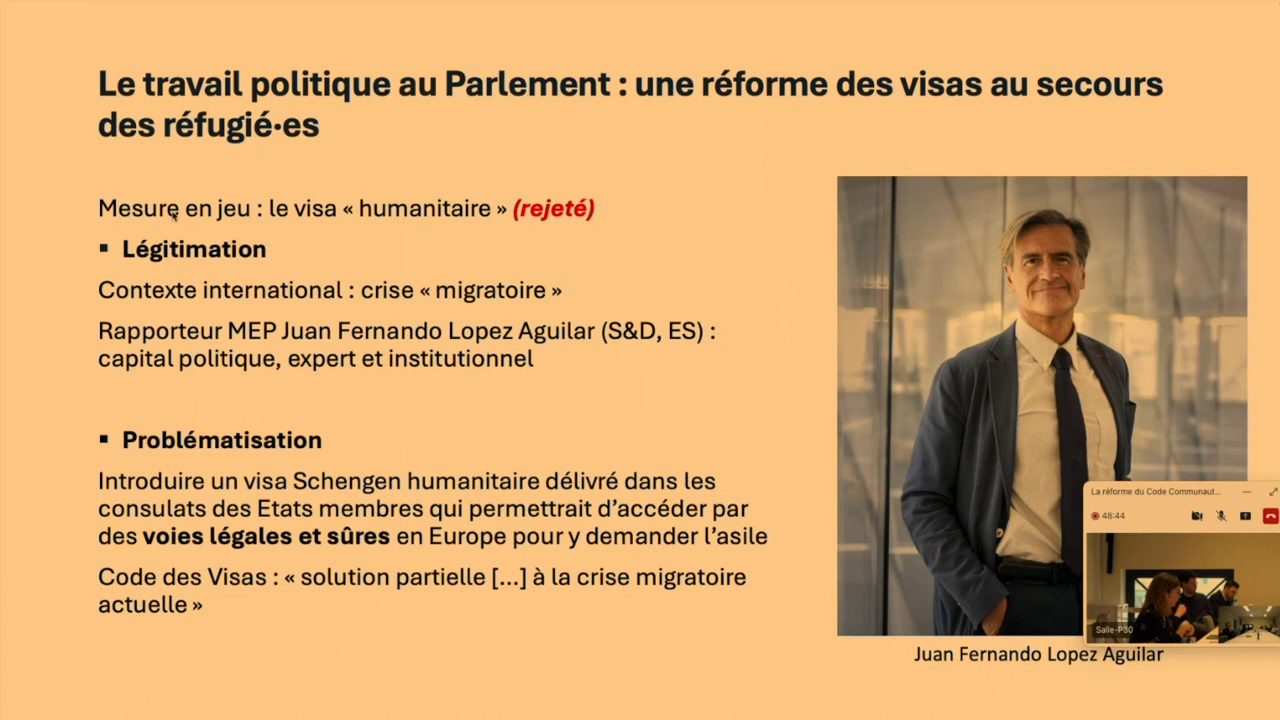 Le travail politique au Parlement : une réforme des visas au secours
des réfugié·es
Mesure en jeu : le visa « humanitaire » (rejeté)
▪ Légitimation
Contexte international : crise « migratoire »
Rapporteur MEP Juan Fernando Lopez Aguilar (S&D, ES) :
capital politique, expert et institutionnel
▪ Problématisation
Introduire un visa Schengen humanitaire délivré dans les
consulats des Etats membres qui permettrait d’accéder par
des voies légales et sûres en Europe pour y demander l’asile
Code des Visas : « solution partielle [...] à la crise migratoire
actuelle »
La réforme du Code Communaut...
48:44
Salle-P30
Juan Fernando Lopez Aguilar